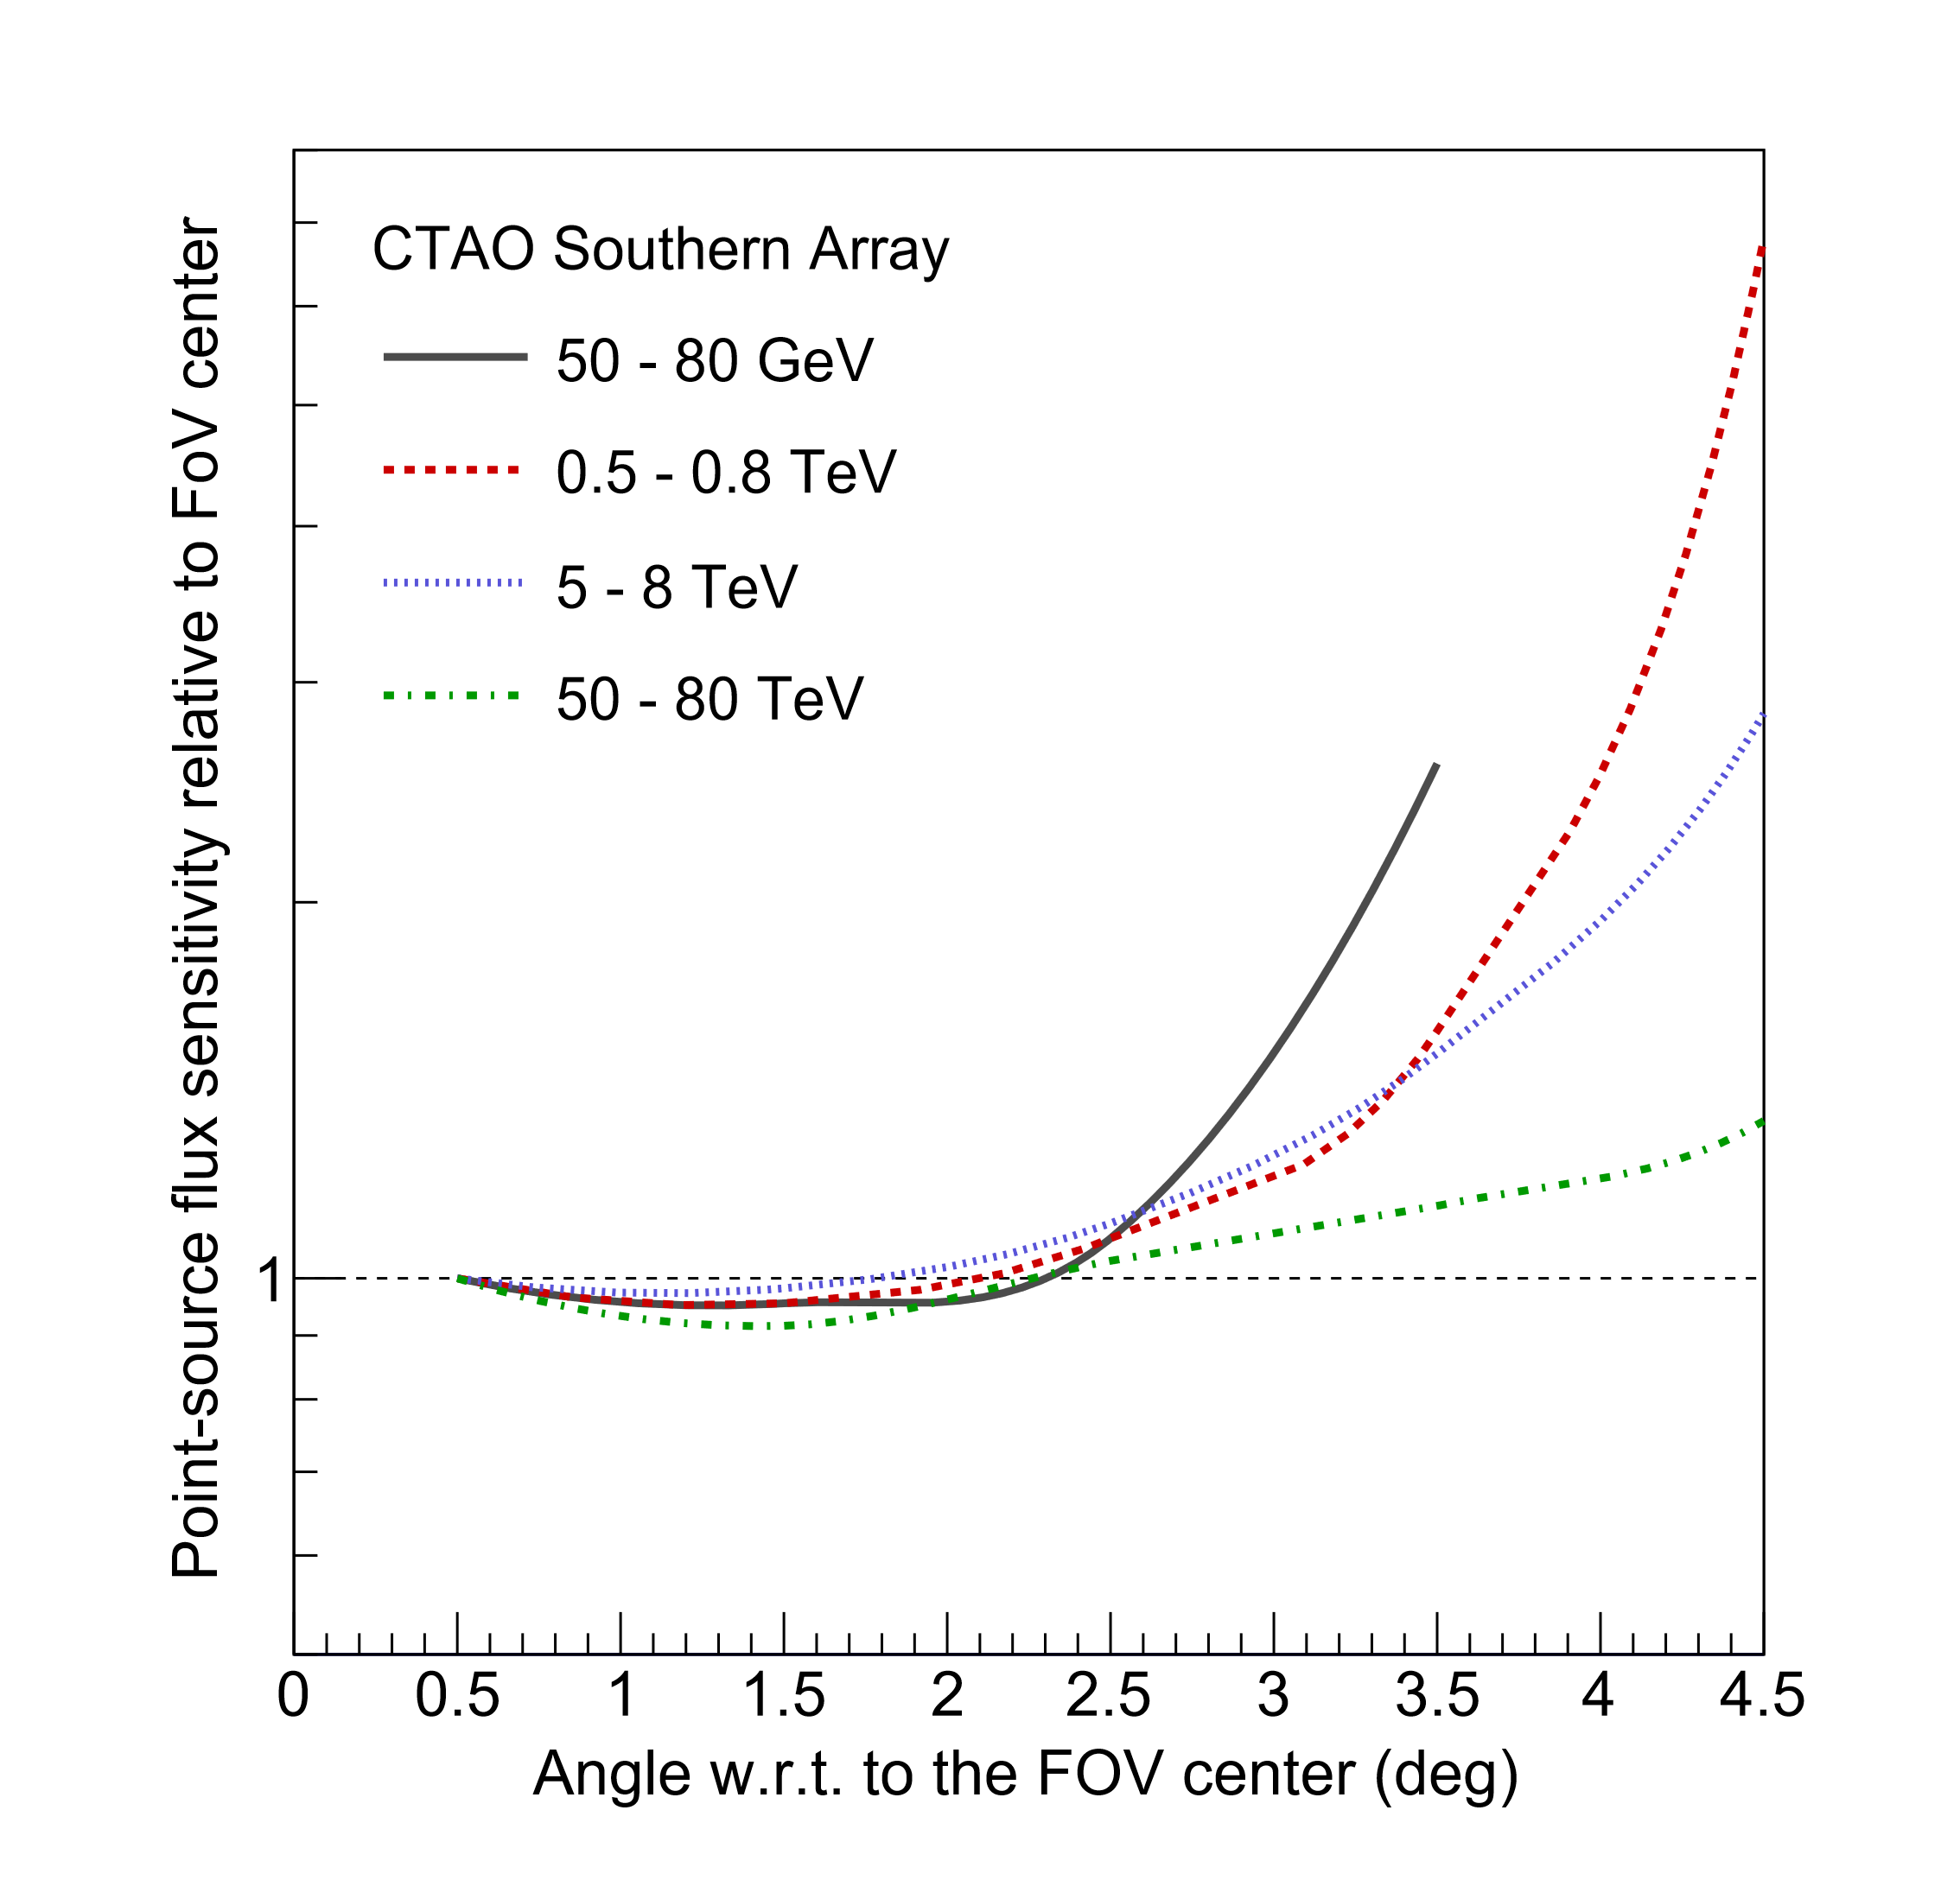 Point-source flux sensitivity relative to FoV center
CTAO Southern Array
50 - 80 GeV
0.5 - 0.8 TeV
5 - 8 TeV
50 - 80 TeV
1
0 0.5 1 1.5 2 2.5 3 3.5 4 4.5
Angle w.r.t. to the FOV center (deg)